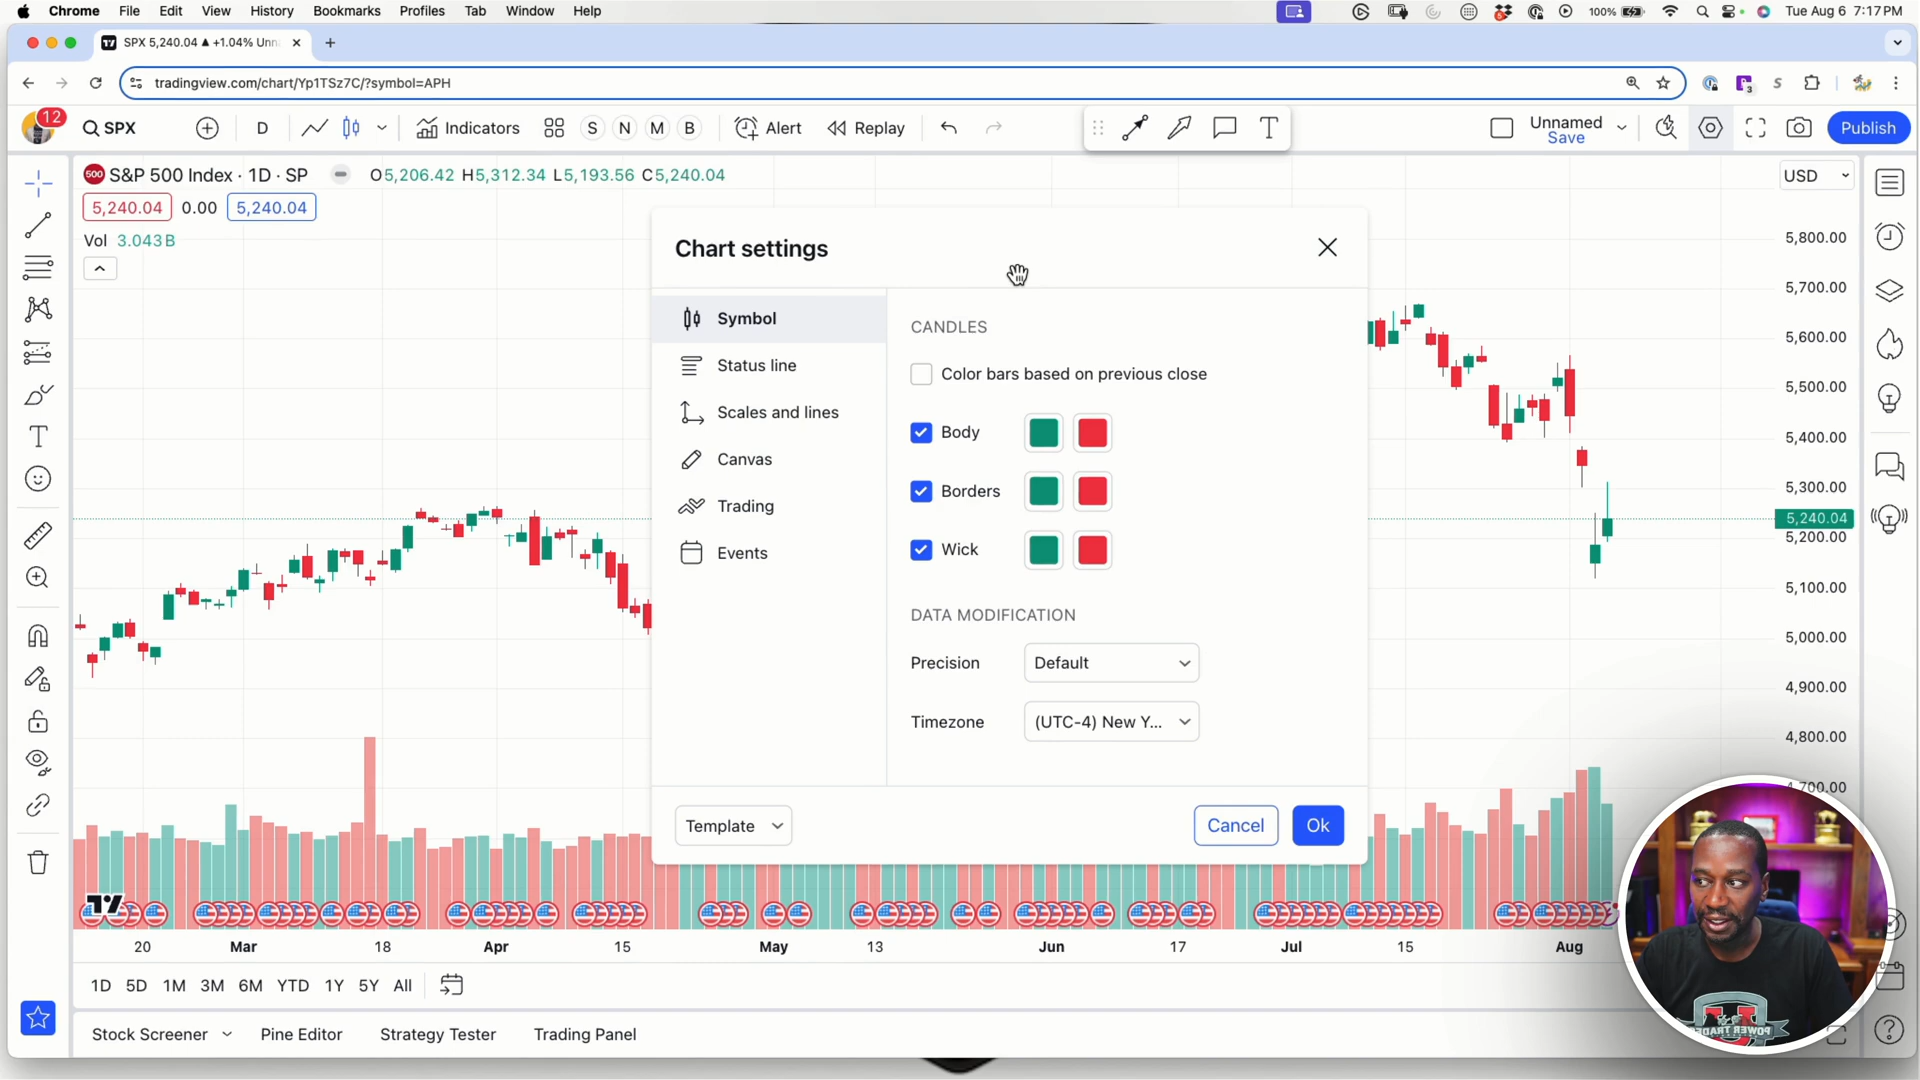 Chrome File Edit View History Bookmarks Profiles Tab Window Help 100% Tue Aug 6 7:17 PM
SPX 5,240.04 ▲ +1.04% Unn
tradingview.com/chart/Yp1TSz7C/?symbol=APH
12 SPX D Indicators S N M B Alert Replay T Unnamed Save Publish
500 S&P 500 Index · 1D · SP O5,206.42 H5,312.34 L5,193.56 C5,240.04 USD
5,240.04 0.00 5,240.04
Vol 3.043B
Chart settings
Symbol
Status line
Scales and lines
Canvas
Trading
Events
CANDLES
Color bars based on previous close
Body
Borders
Wick
DATA MODIFICATION
Precision Default
Timezone (UTC-4) New Y...
Template Cancel Ok
5,800.00
5,700.00
5,600.00
5,500.00
5,400.00
5,300.00
5,240.04
5,200.00
5,100.00
5,000.00
4,900.00
4,800.00
4,700.00
20 Mar 18 Apr 15 May 13 Jun 17 Jul 15 Aug
1D 5D 1M 3M 6M YTD 1Y 5Y All
Stock Screener Pine Editor Strategy Tester Trading Panel